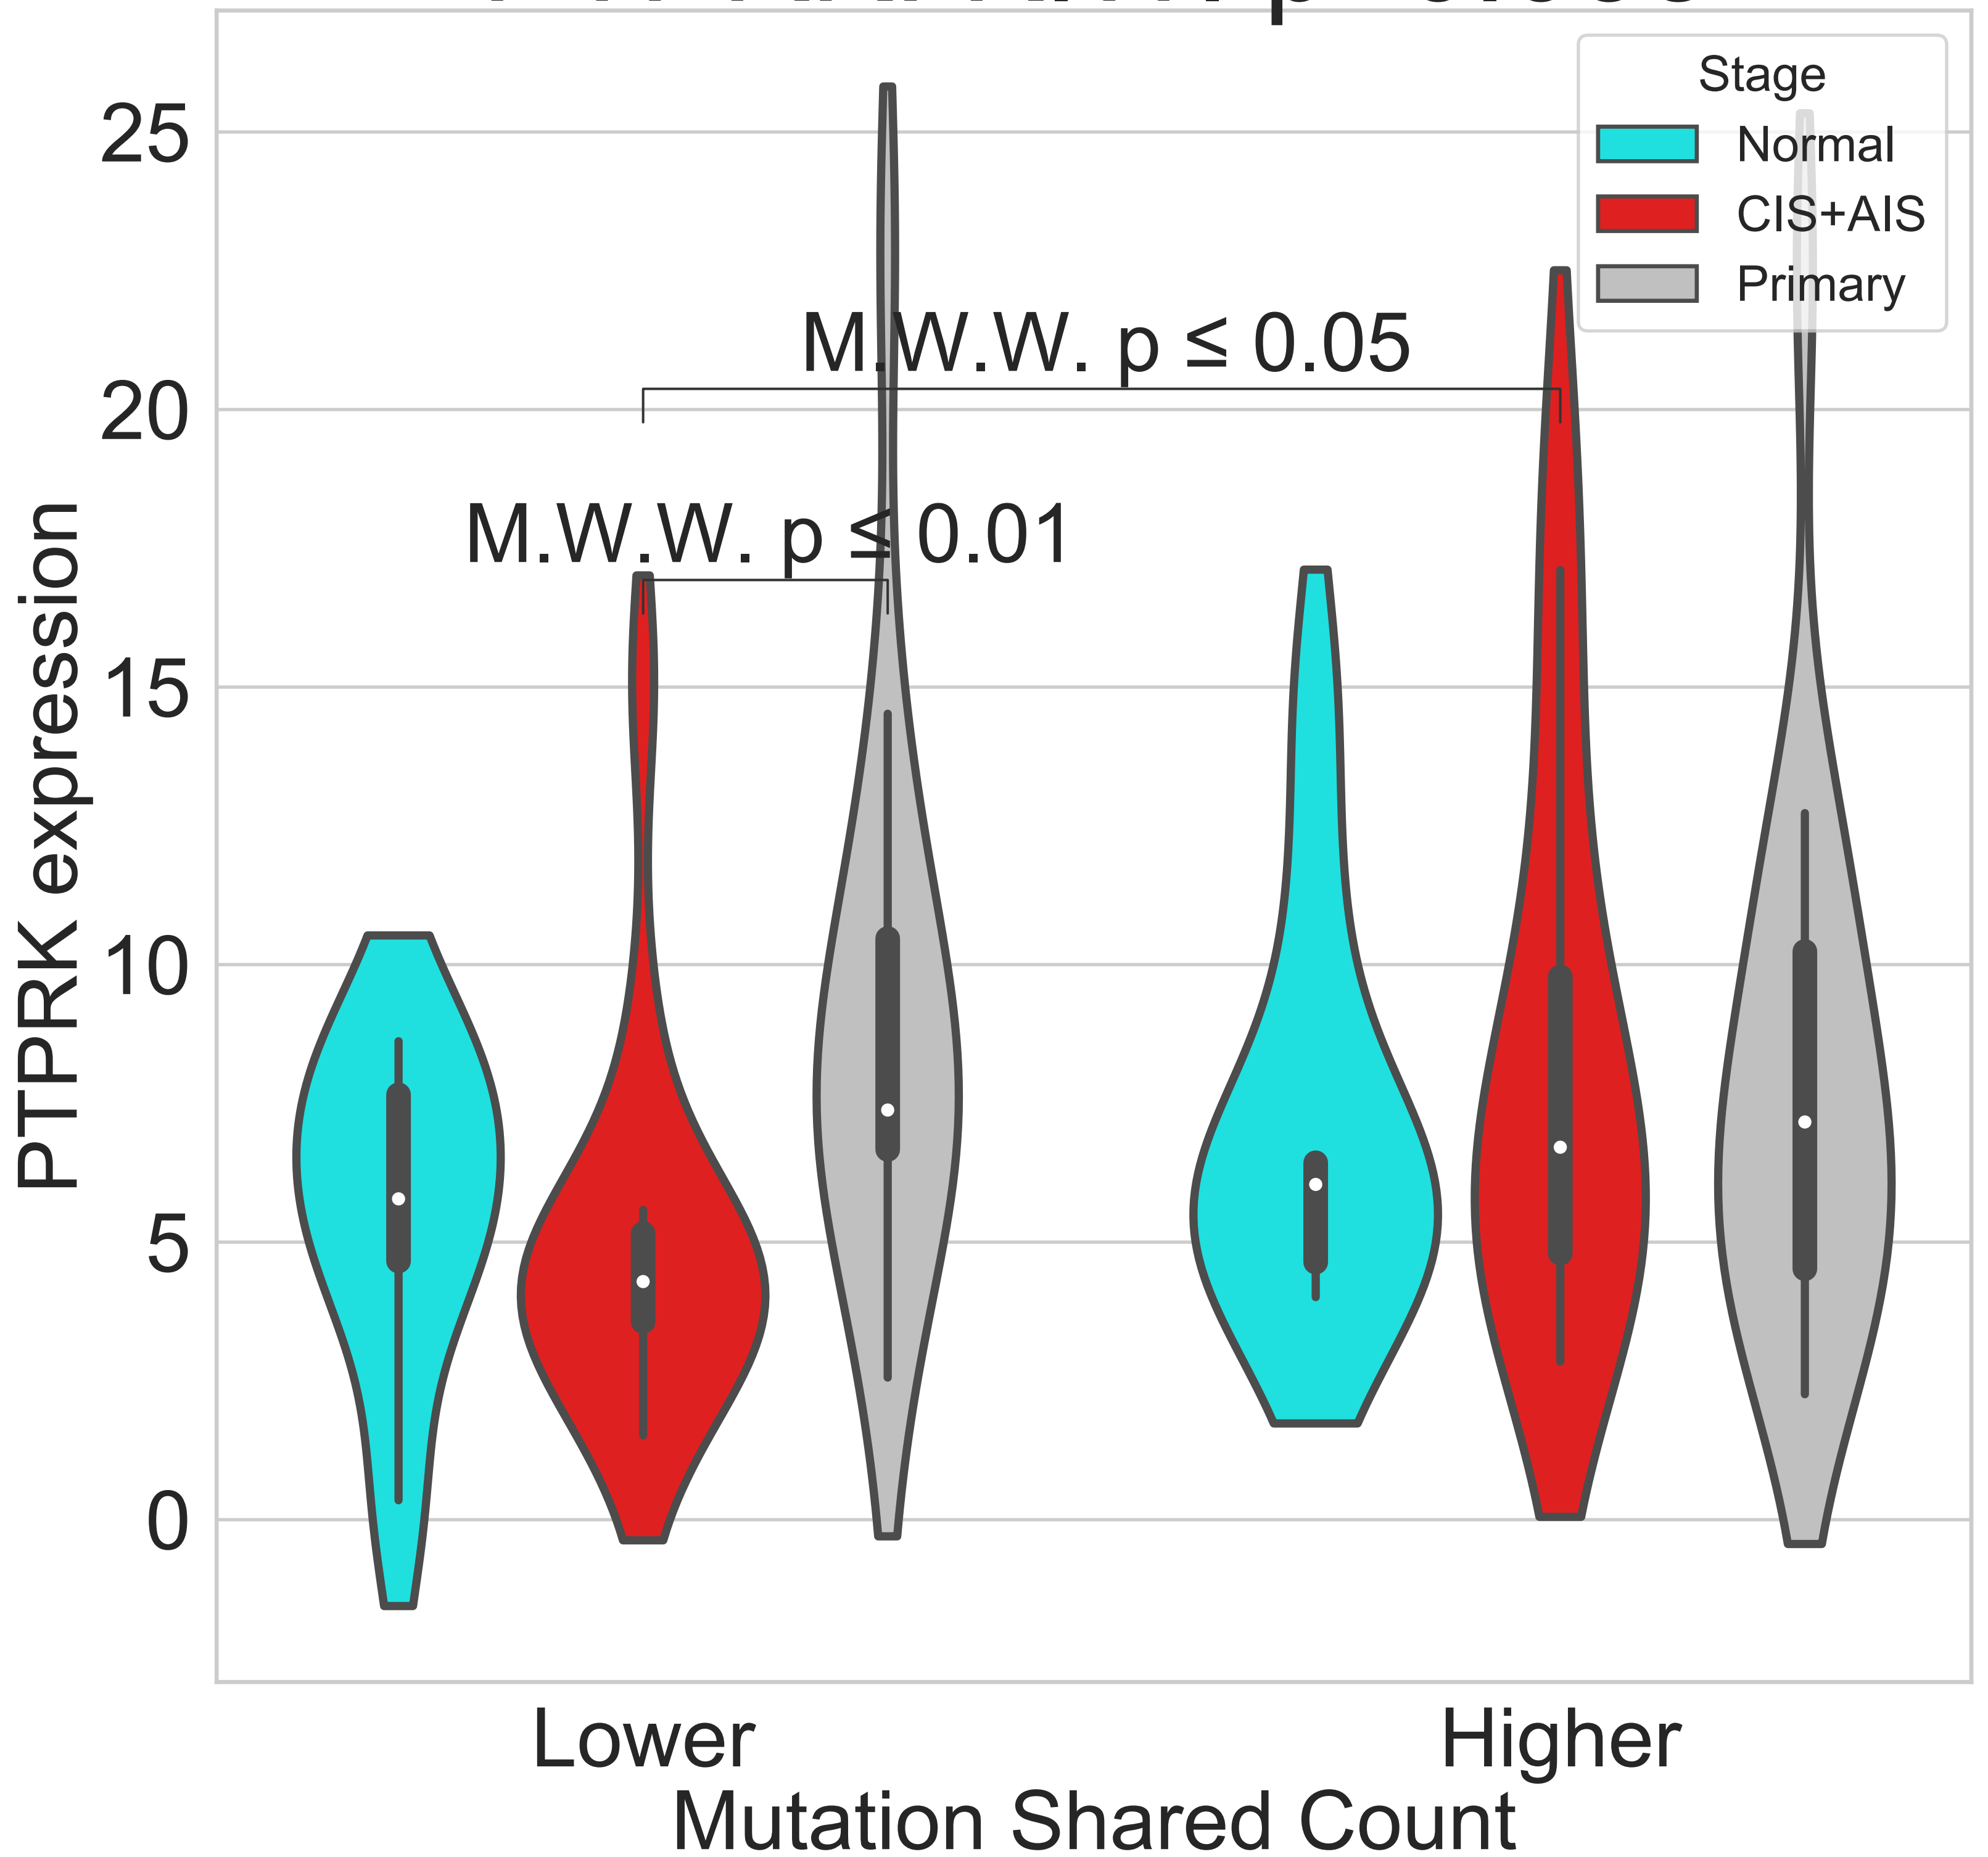 Stage
Normal
CIS+AIS
Primary
M.W.W. p ≤ 0.05
M.W.W. p ≤ 0.01
PTPRK expression
25
20
15
10
5
0
Lower
Higher
Mutation Shared Count